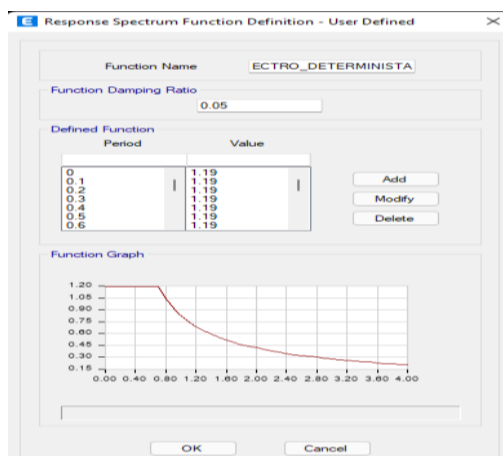 E Response Spectrum Function Definition - User Defined
Function Name ECTRO_DETERMINISTA
Function Damping Ratio
0.05
Defined Function
Period Value
0 1.19
0.1 1.19 Add
0.2 1.19
0.3 1.19 Modify
0.4 1.19
0.5 1.19 Delete
0.6 1.19
Function Graph
1.20
1.05
0.90
0.75
0.60
0.45
0.30
0.15
0.00 0.40 0.80 1.20 1.60 2.00 2.40 2.80 3.20 3.60 4.00
OK Cancel